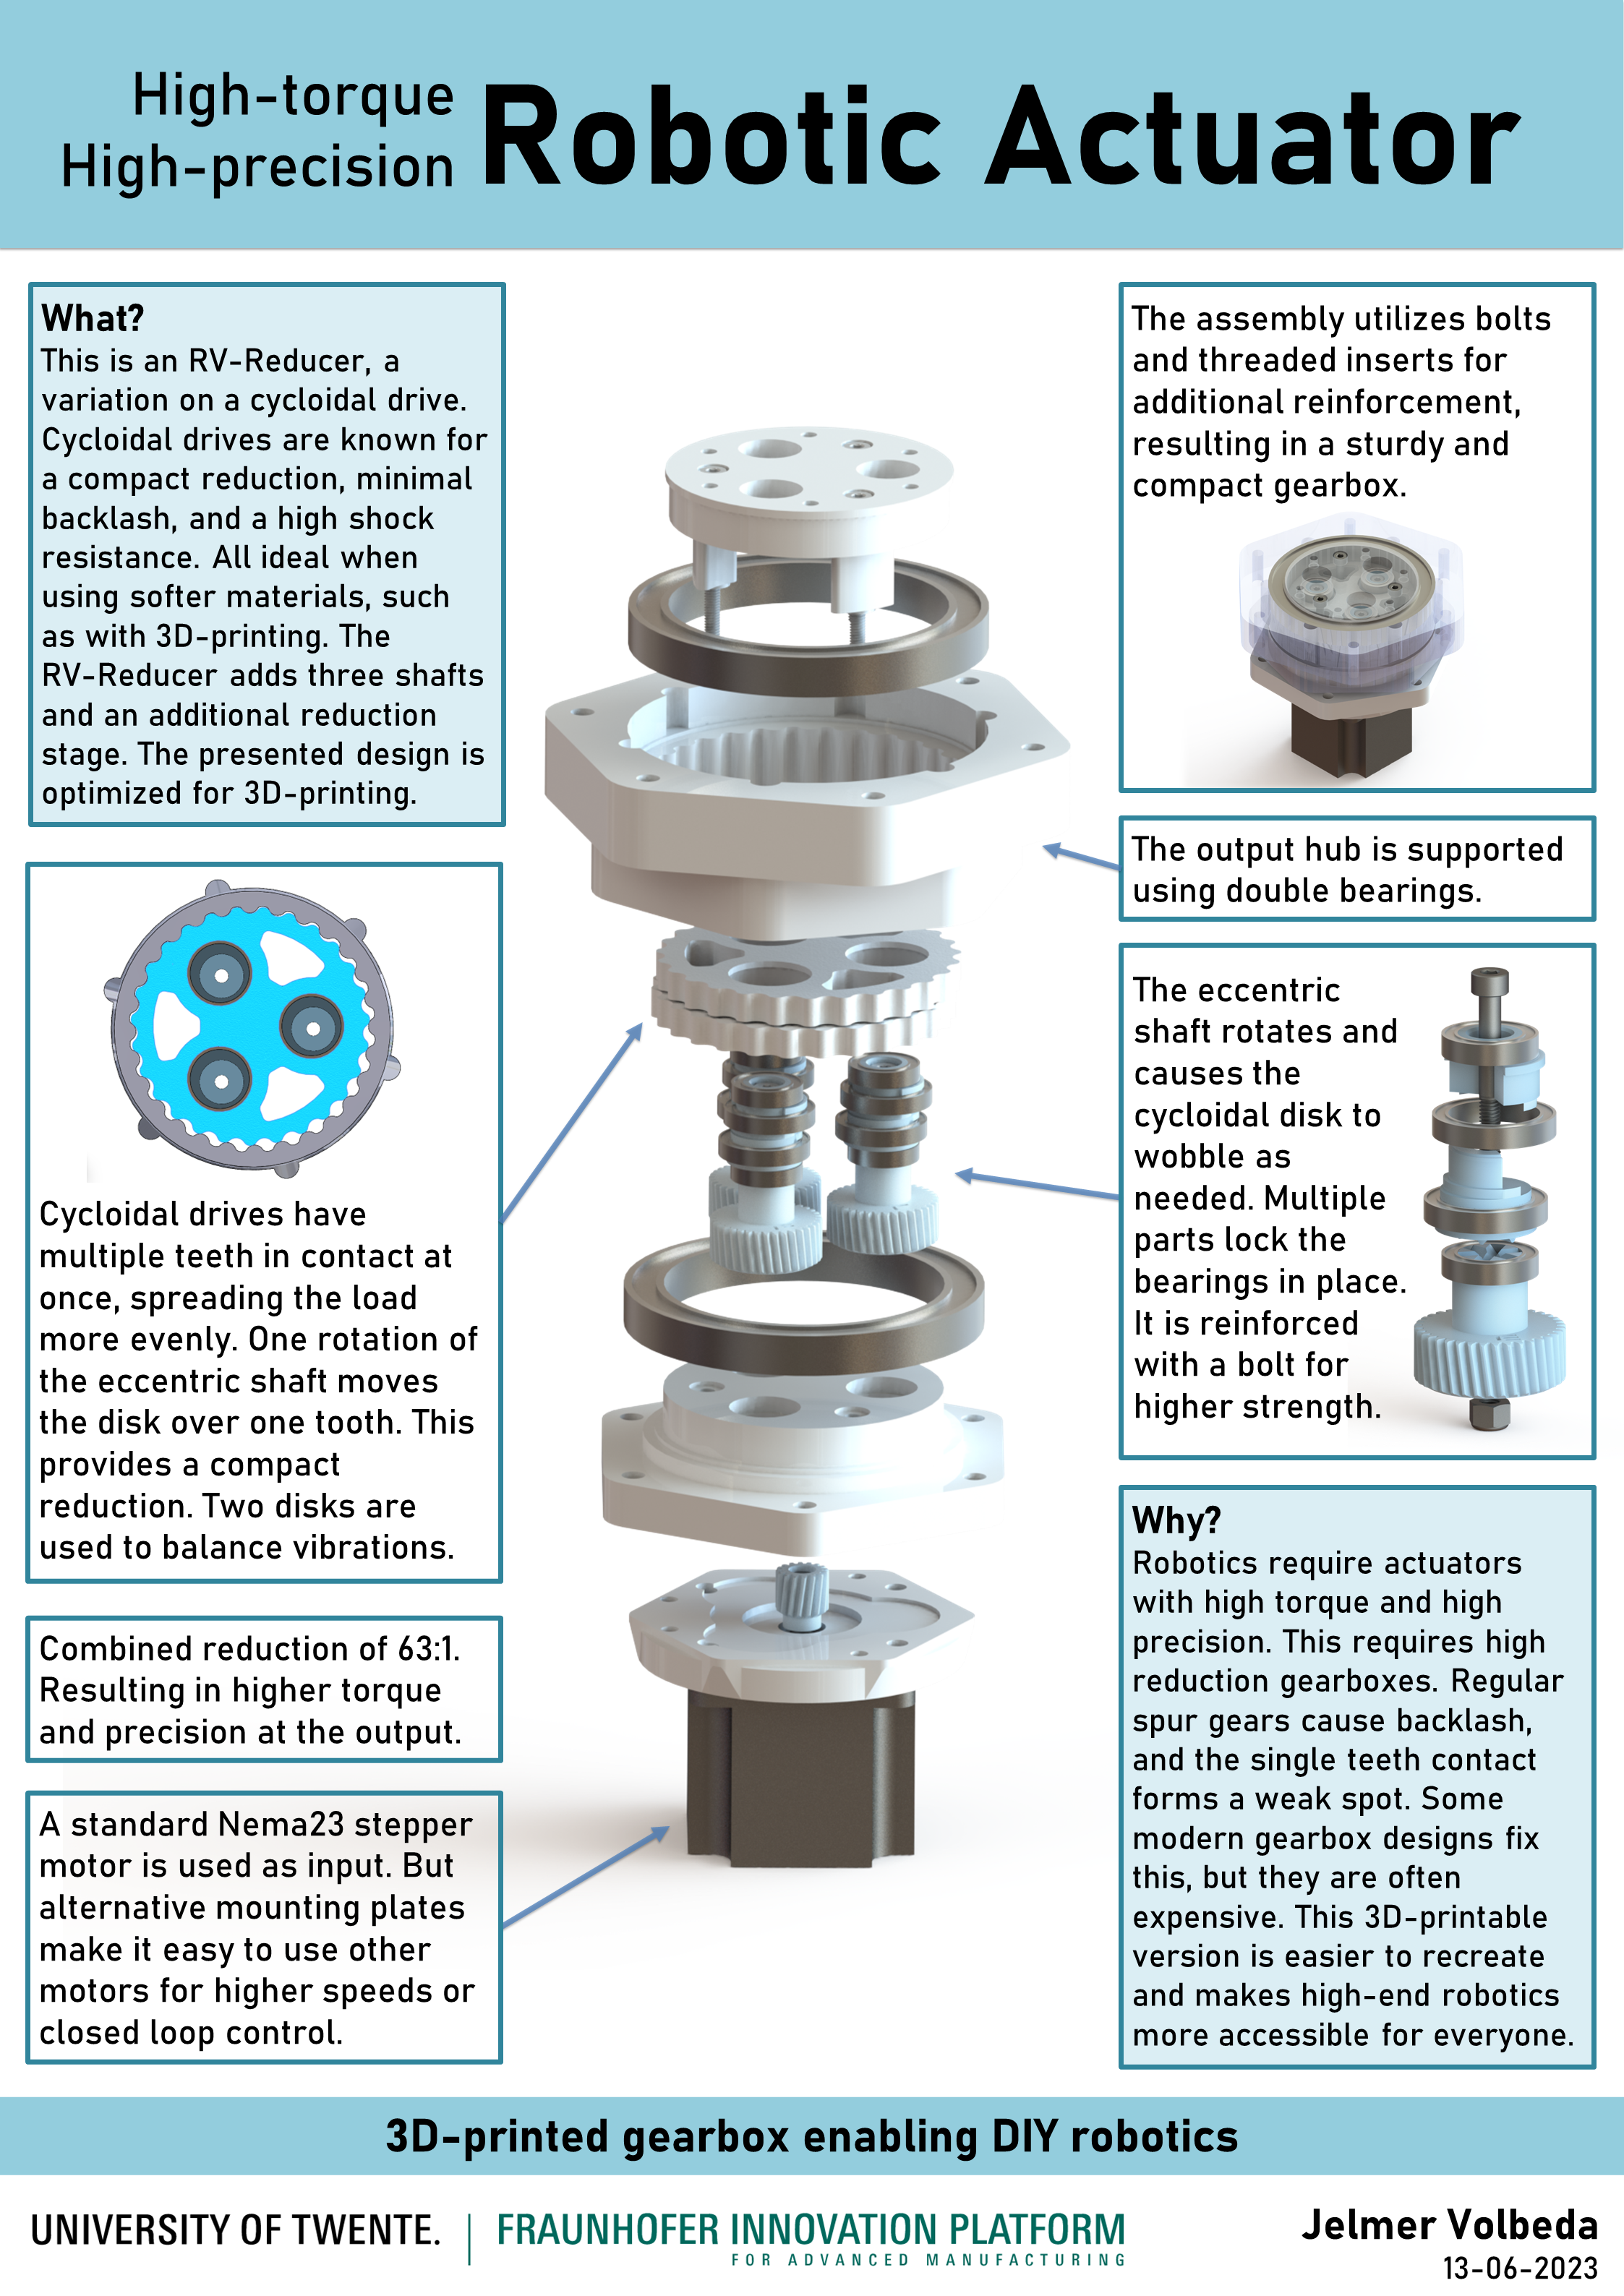 High-torque
High-precision
Robotic Actuator
What?
This is an RV-Reducer, a
variation on a cycloidal drive.
Cycloidal drives are known for
a compact reduction, minimal
backlash, and a high shock
resistance. All ideal when
using softer materials, such
as with 3D-printing. The
RV-Reducer adds three shafts
and an additional reduction
stage. The presented design is
optimized for 3D-printing.
Cycloidal drives have
multiple teeth in contact at
once, spreading the load
more evenly. One rotation of
the eccentric shaft moves
the disk over one tooth. This
provides a compact
reduction. Two disks are
used to balance vibrations.
Combined reduction of 63:1.
Resulting in higher torque
and precision at the output.
A standard Nema23 stepper
motor is used as input. But
alternative mounting plates
make it easy to use other
motors for higher speeds or
closed loop control.
The assembly utilizes bolts
and threaded inserts for
additional reinforcement,
resulting in a sturdy and
compact gearbox.
The output hub is supported
using double bearings.
The eccentric
shaft rotates and
causes the
cycloidal disk to
wobble as
needed. Multiple
parts lock the
bearings in place.
It is reinforced
with a bolt for
higher strength.
Why?
Robotics require actuators
with high torque and high
precision. This requires high
reduction gearboxes. Regular
spur gears cause backlash,
and the single teeth contact
forms a weak spot. Some
modern gearbox designs fix
this, but they are often
expensive. This 3D-printable
version is easier to recreate
and makes high-end robotics
more accessible for everyone.
3D-printed gearbox enabling DIY robotics
UNIVERSITY OF TWENTE.
FRAUNHOFER INNOVATION PLATFORM
FOR ADVANCED MANUFACTURING
Jelmer Volbeda
13-06-2023